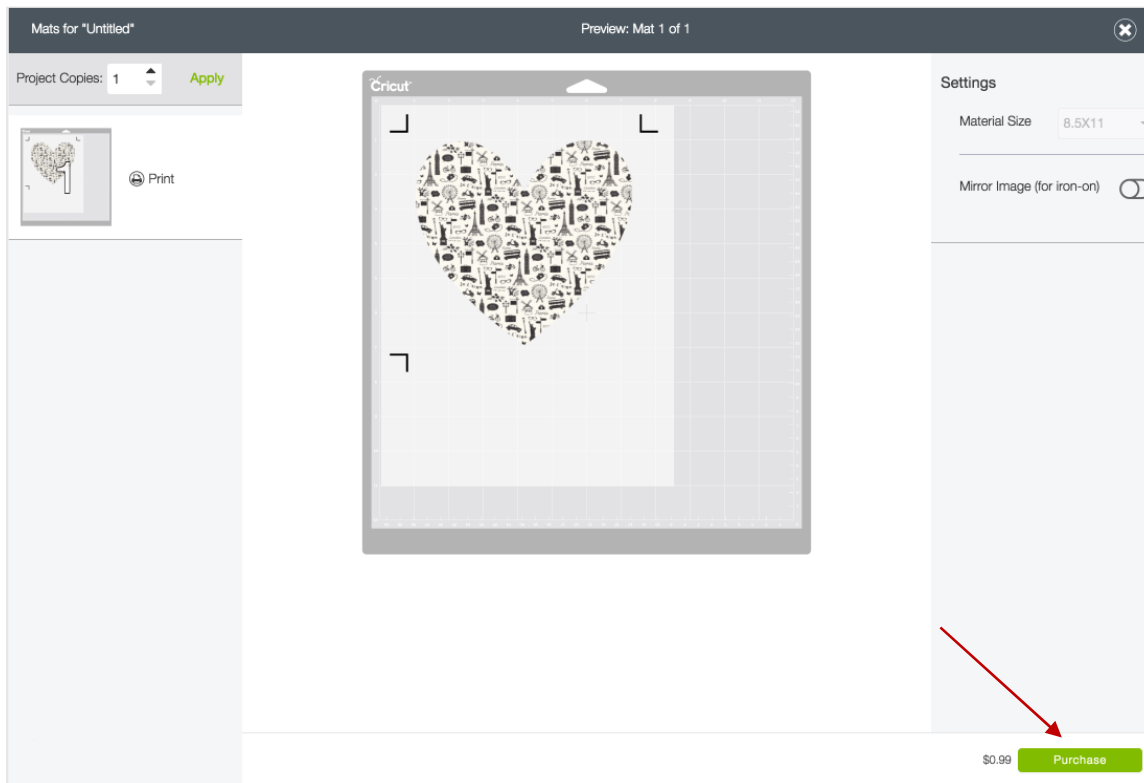 Mats for "Untitled"
Preview: Mat 1 of 1
Project Copies: 1
Apply
1
Print
Cricut
Settings
Material Size
8.5X11
Mirror Image (for iron-on)
$0.99
Purchase